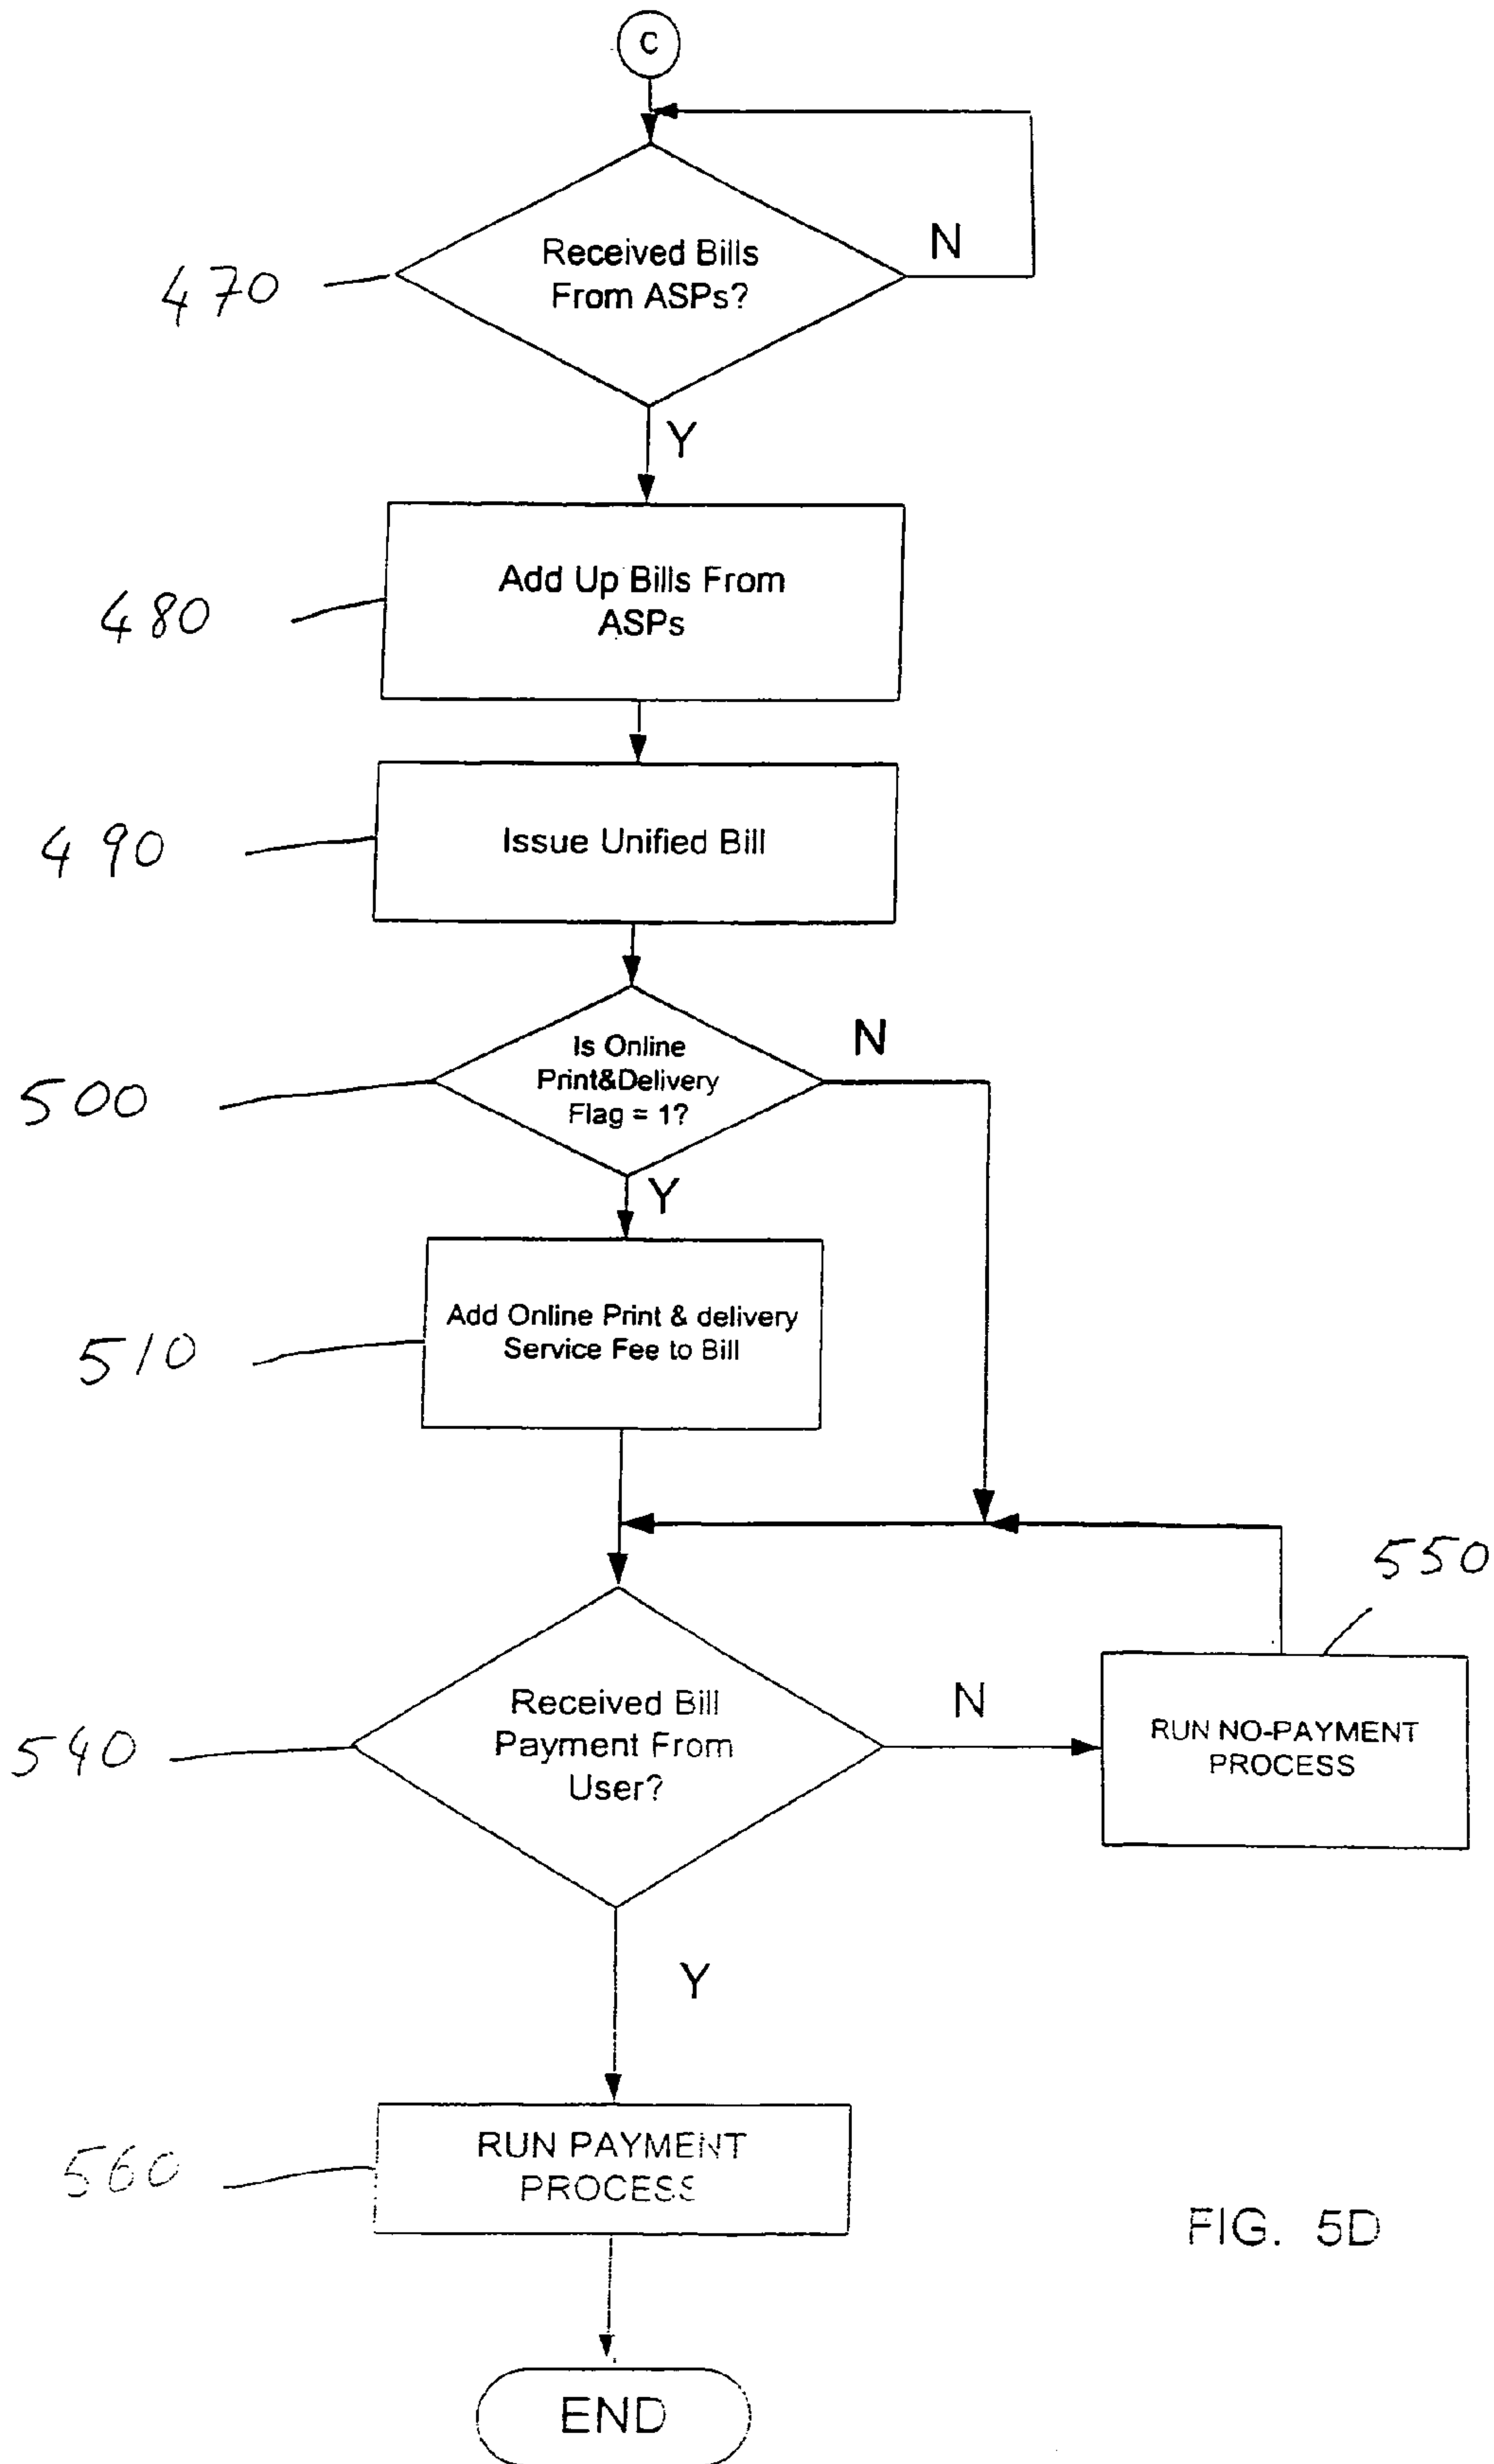 C
Received Bills
From ASPs?
N
470
Y
Add Up Bills From
ASPs
480
Issue Unified Bill
490
Is Online
Print&Delivery
Flag = 1?
N
500
Y
Add Online Print & delivery
Service Fee to Bill
510
550
Received Bill
Payment From
User?
N
RUN NO-PAYMENT
PROCESS
540
Y
RUN PAYMENT
PROCESS
560
FIG. 5D
END